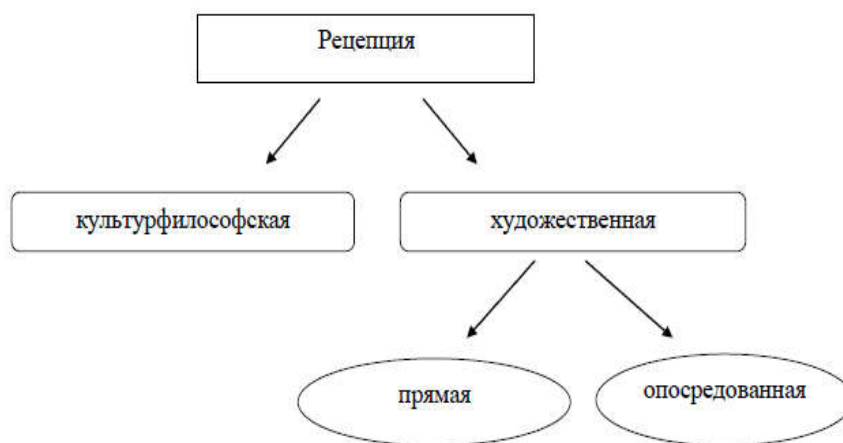 Рецепция
культурфилософская
художественная
прямая
опосредованная